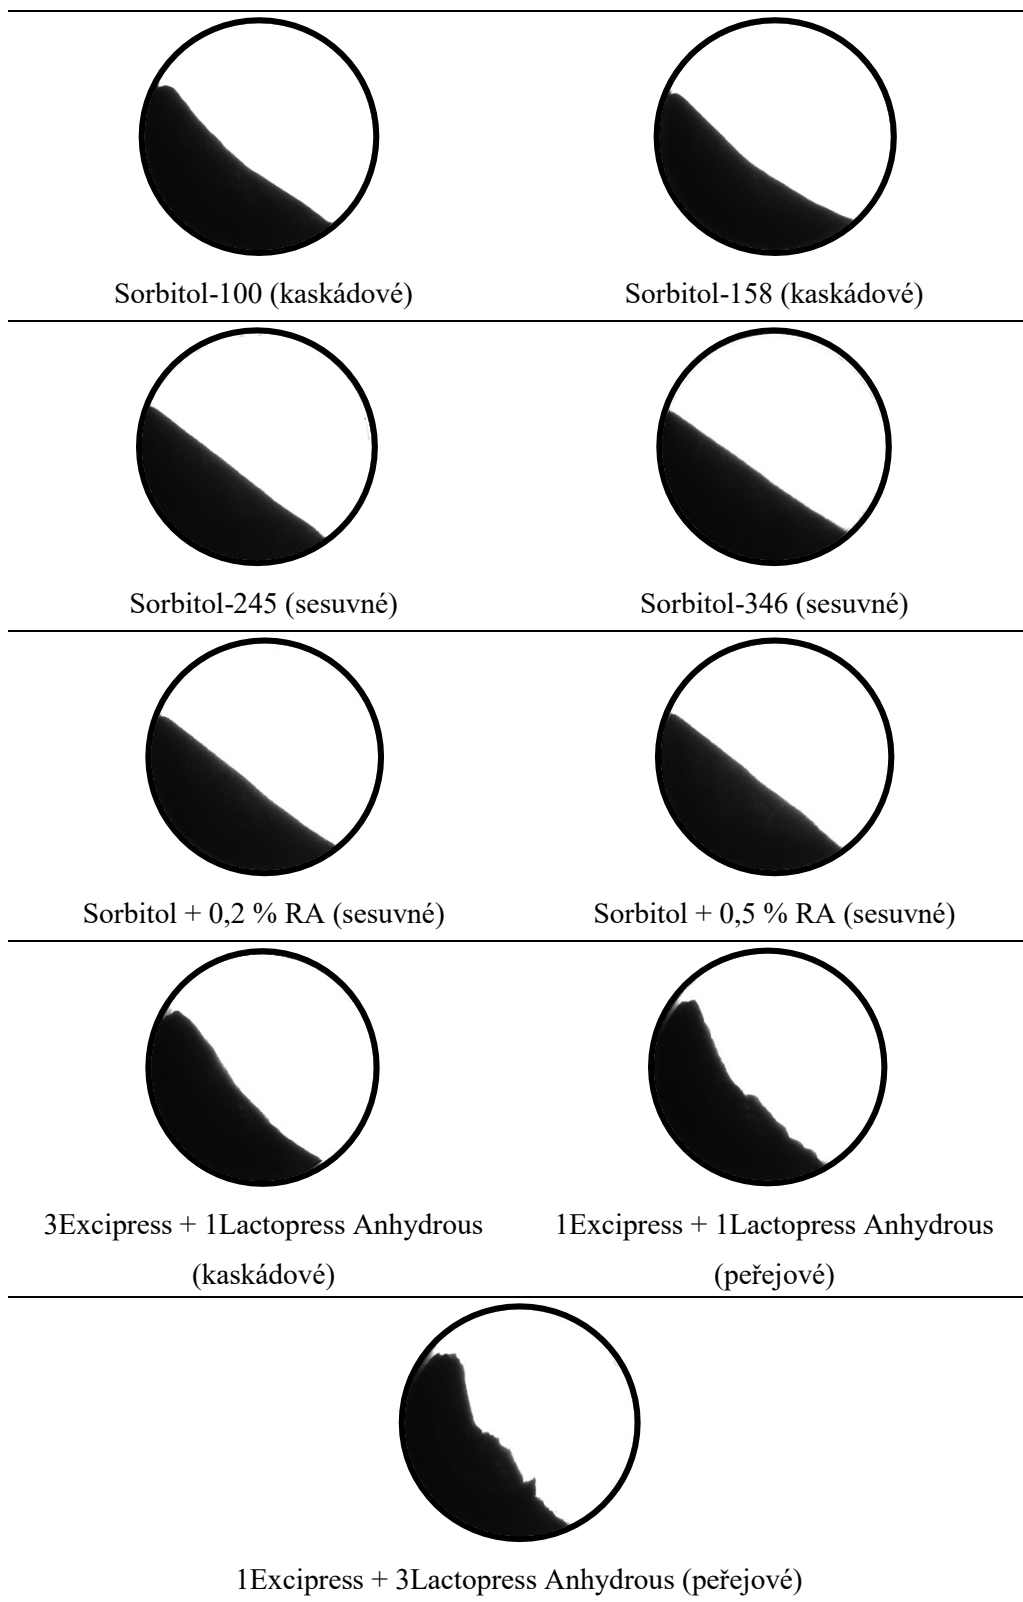 Sorbitol-100 (kaskádové)
Sorbitol-158 (kaskádové)
Sorbitol-245 (sesuvné)
Sorbitol-346 (sesuvné)
Sorbitol + 0,2 % RA (sesuvné)
Sorbitol + 0,5 % RA (sesuvné)
3Excipress + 1Lactopress Anhydrous
(kaskádové)
1Excipress + 1Lactopress Anhydrous
(peřejové)
1Excipress + 3Lactopress Anhydrous (peřejové)